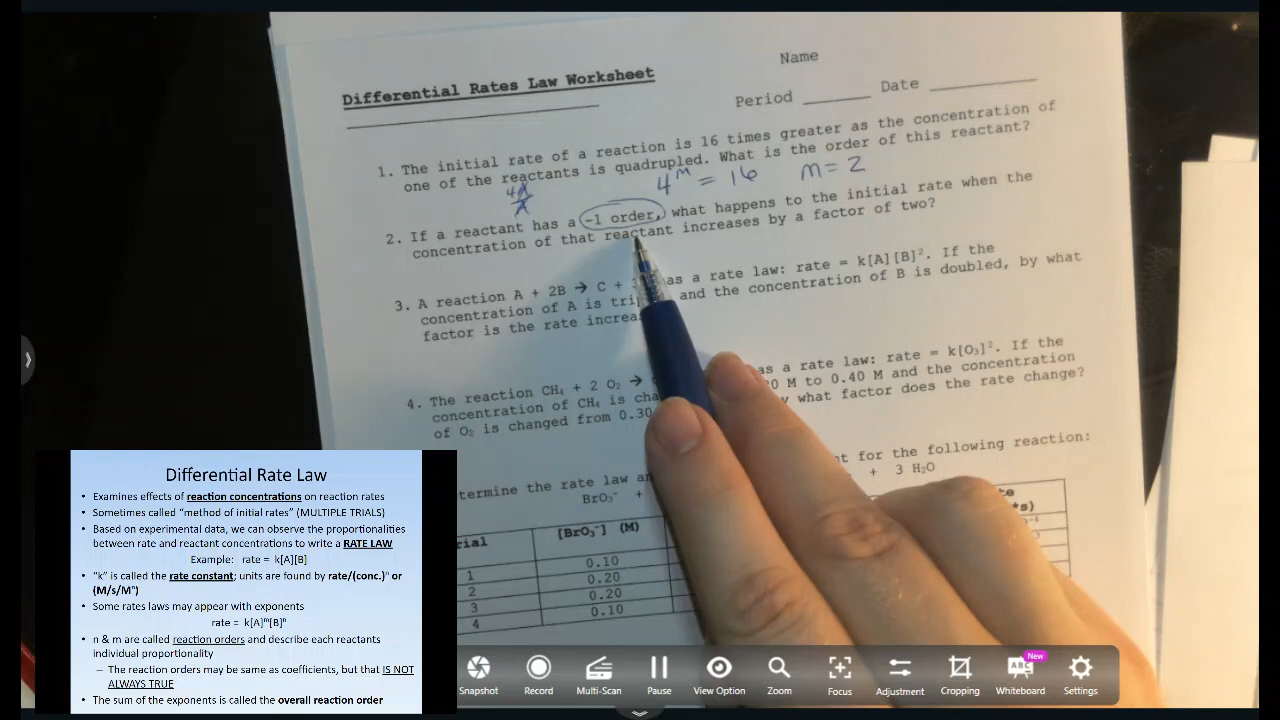 Name
Differential Rates Law Worksheet
Period _______ Date ___________
1. The initial rate of a reaction is 16 times greater as the concentration of
one of the reactants is quadrupled. What is the order of this reactant?
4A
A
4^M = 16 m = 2
2. If a reactant has a -1 order, what happens to the initial rate when the
concentration of that reactant increases by a factor of two?
3. A reaction A + 2B → C + as a rate law: rate = k[A][B]². If the
concentration of A is and the concentration of B is doubled, by what
factor is the rate
4. The reaction CH₄ + 2 O₂ → as a rate law: rate = k[O₃]². If the
concentration of CH₄ is 0 M to 0.40 M and the concentration
of O₂ is changed from 0.30 what factor does the rate change?
termine the rate law nt for the following reaction:
BrO₃⁻ + + 3 H₂O
rial [BrO₃⁻] (M) te
*s)
1 0.10
2 0.20
3 0.20
4 0.10
Differential Rate Law
• Examines effects of reaction concentrations on reaction rates
• Sometimes called "method of initial rates" (MULTIPLE TRIALS)
• Based on experimental data, we can observe the proportionalities
between rate and reactant concentrations to write a RATE LAW
Example: rate = k[A][B]
• "k" is called the rate constant; units are found by rate/(conc.)ⁿ or
(M/s/Mⁿ)
• Some rates laws may appear with exponents
rate = k[A]ᵐ[B]ⁿ
• n & m are called reaction orders and describe each reactants
individual proportionality
– The reaction orders may be same as coefficients, but that IS NOT
ALWAYS TRUE
• The sum of the exponents is called the overall reaction order
New
Snapshot Record Multi-Scan Pause View Option Zoom Focus Adjustment Cropping Whiteboard Settings